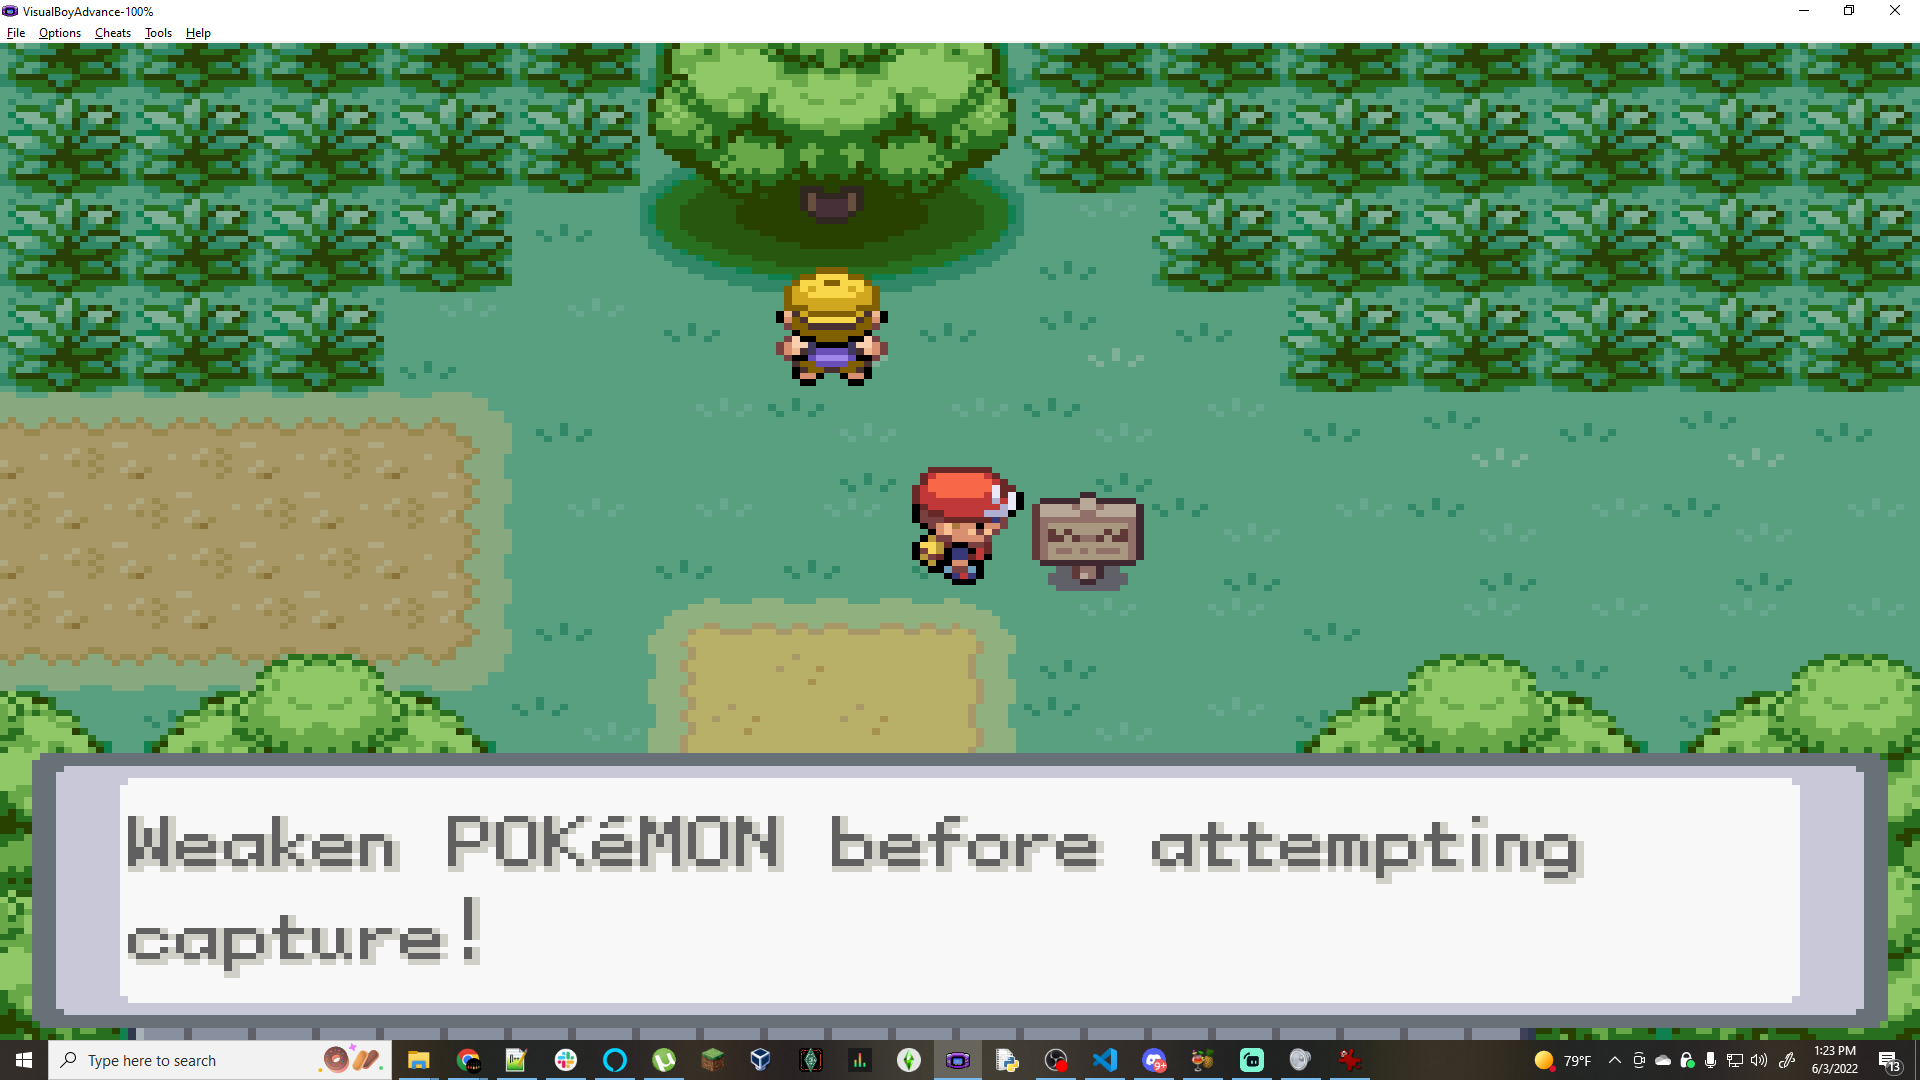 VisualBoyAdvance-100%
File Options Cheats Tools Help
Weaken POKéMON before attempting
capture!
Type here to search
9+
79°F
1:23 PM
6/3/2022
13